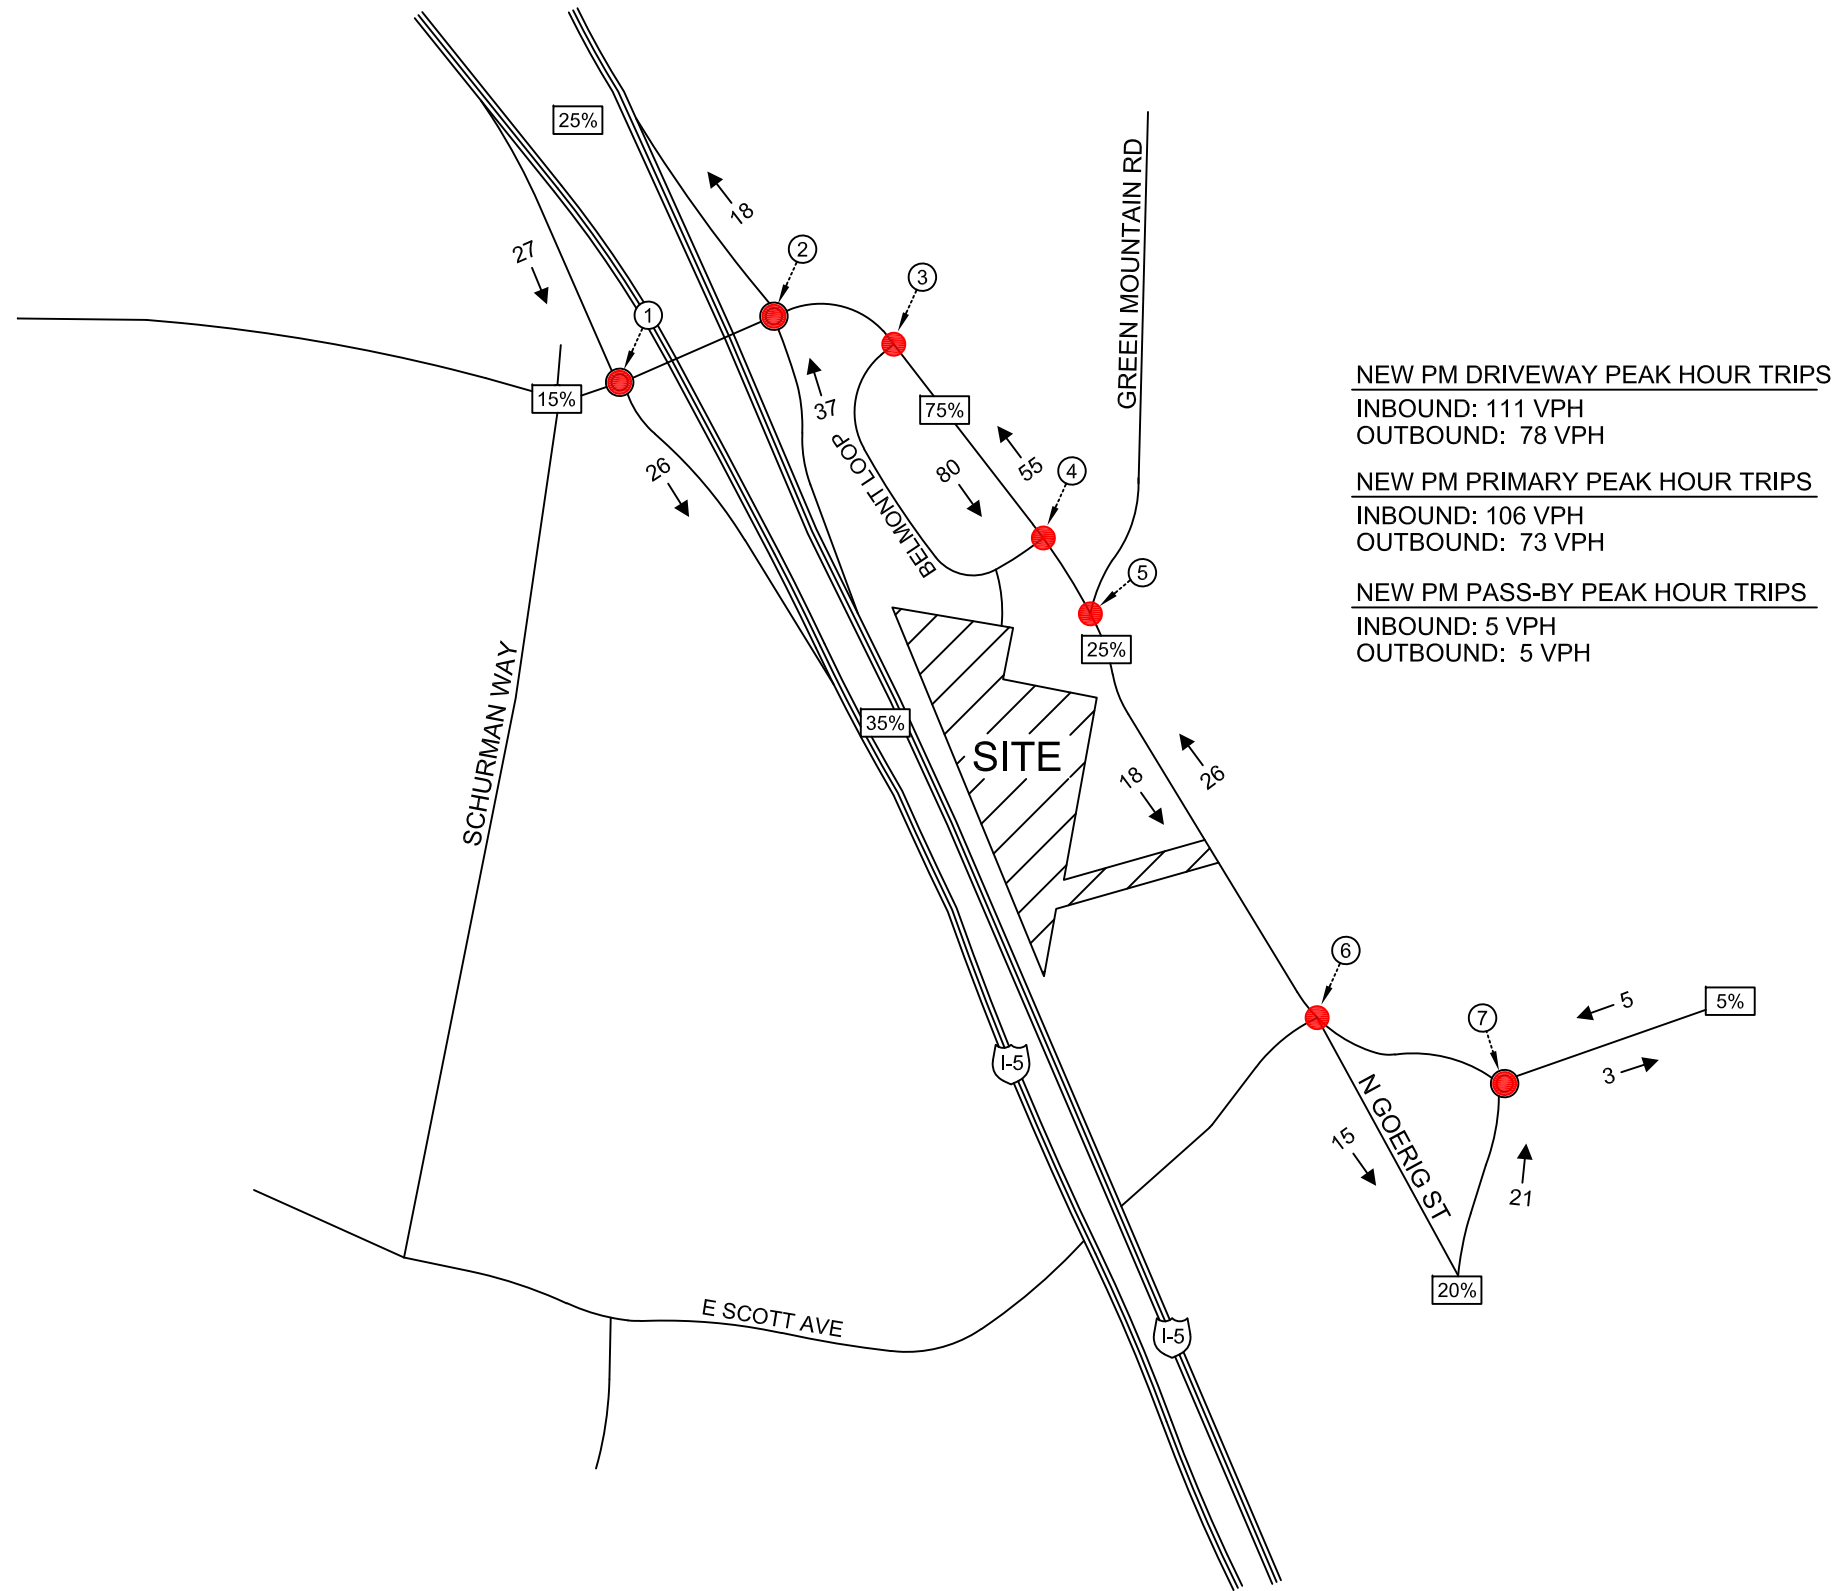 25%
18
27
2
3
1
GREEN MOUNTAIN RD
15%
37
75%
55
80
4
26
BELMONT LOOP
5
25%
NEW PM DRIVEWAY PEAK HOUR TRIPS
INBOUND: 111 VPH
OUTBOUND: 78 VPH
NEW PM PRIMARY PEAK HOUR TRIPS
INBOUND: 106 VPH
OUTBOUND: 73 VPH
NEW PM PASS-BY PEAK HOUR TRIPS
INBOUND: 5 VPH
OUTBOUND: 5 VPH
SCHURMAN WAY
35%
SITE
18
26
6
7
5
5%
3
I-5
N GOERIG ST
15
21
20%
E SCOTT AVE
I-5